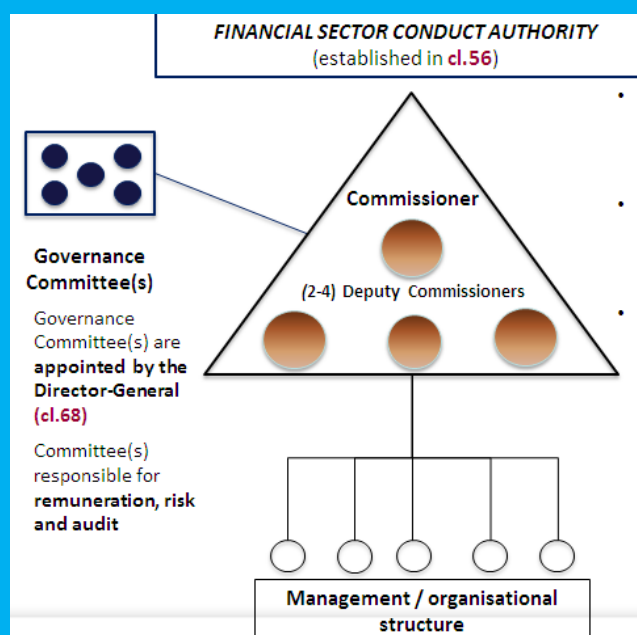 FINANCIAL SECTOR CONDUCT AUTHORITY
(established in cl.56)
Commissioner
(2-4) Deputy Commissioners
Governance
Committee(s)
Governance
Committee(s) are
appointed by the
Director-General
(cl.68)
Committee(s)
responsible for
remuneration, risk
and audit
Management / organisational
structure